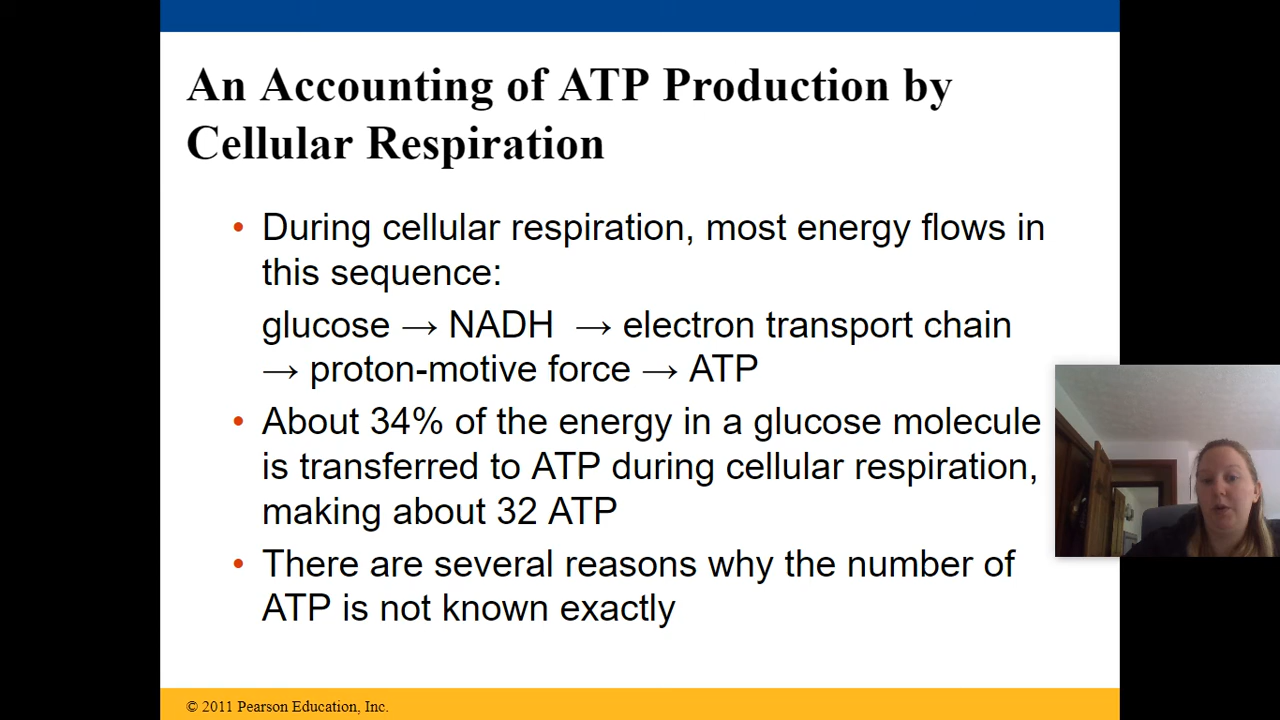 An Accounting of ATP Production by
Cellular Respiration
• During cellular respiration, most energy flows in
this sequence:
glucose → NADH → electron transport chain
→ proton-motive force → ATP
• About 34% of the energy in a glucose molecule
is transferred to ATP during cellular respiration,
making about 32 ATP
• There are several reasons why the number of
ATP is not known exactly
© 2011 Pearson Education, Inc.